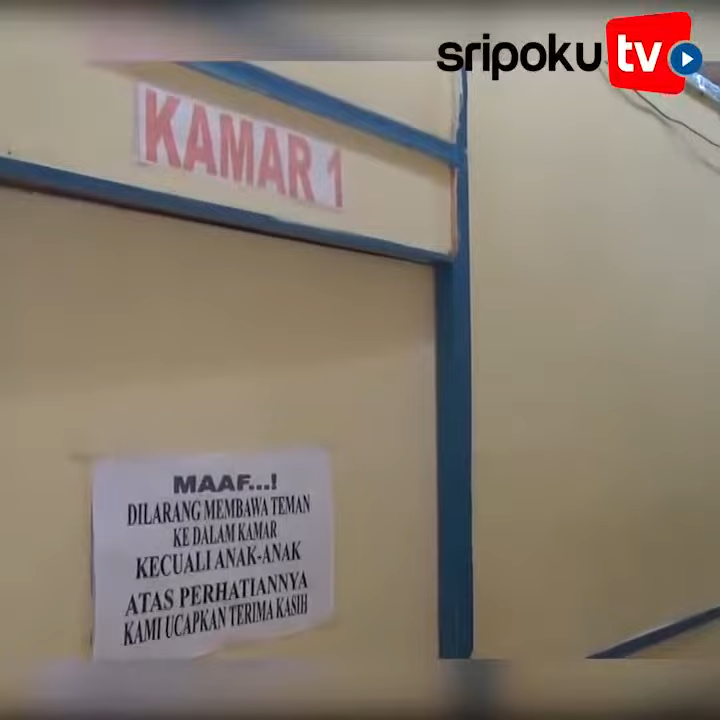 sripoku tv
KAMAR 1
MAAF...!
DILARANG MEMBAWA TEMAN
KE DALAM KAMAR
KECUALI ANAK-ANAK
ATAS PERHATIANNYA
KAMI UCAPKAN TERIMA KASIH